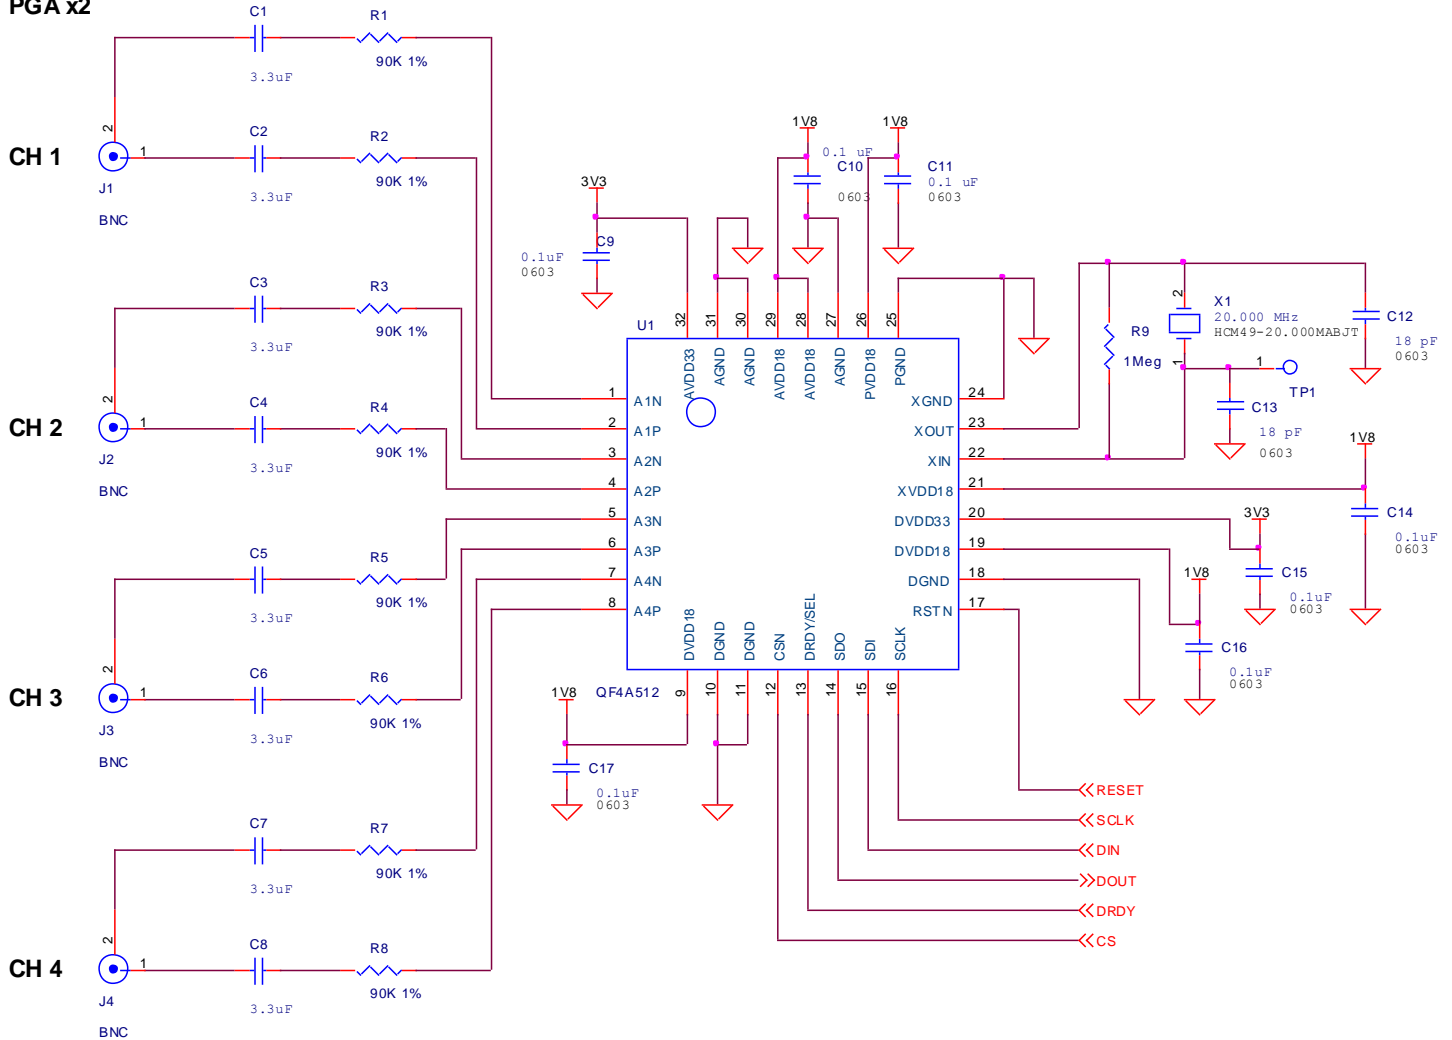 PGA x2
C1
R1
3.3uF
90K 1%
CH 1
2
1
J1
BNC
C2
R2
3.3uF
90K 1%
C3
R3
3.3uF
90K 1%
CH 2
2
1
J2
BNC
C4
R4
3.3uF
90K 1%
C5
R5
3.3uF
90K 1%
CH 3
2
1
J3
BNC
C6
R6
3.3uF
90K 1%
C7
R7
3.3uF
90K 1%
CH 4
2
1
J4
BNC
C8
R8
3.3uF
90K 1%
3V3
C9
0.1uF
0603
1V8
0.1 uF
C10
0603
1V8
C11
0.1 uF
0603
U1
QF4A512
32 31 30 29 28 27 26 25
AVDD33
AGND
AGND
AVDD18
AVDD18
AGND
PVDD18
PGND
1 A1N
2 A1P
3 A2N
4 A2P
5 A3N
6 A3P
7 A4N
8 A4P
XGND 24
XOUT 23
XIN 22
XVDD18 21
DVDD33 20
DVDD18 19
DGND 18
RSTN 17
DVDD18
DGND
DGND
CSN
DRDY/SEL
SDO
SDI
SCLK
9 10 11 12 13 14 15 16
1V8
C17
0.1uF
0603
R9
1Meg
2
1
X1
20.000 MHz
HCM49-20.000MABJT
C12
18 pF
0603
1
TP1
C13
18 pF
0603
1V8
C14
0.1uF
0603
3V3
C15
0.1uF
0603
1V8
C16
0.1uF
0603
RESET
SCLK
DIN
DOUT
DRDY
CS